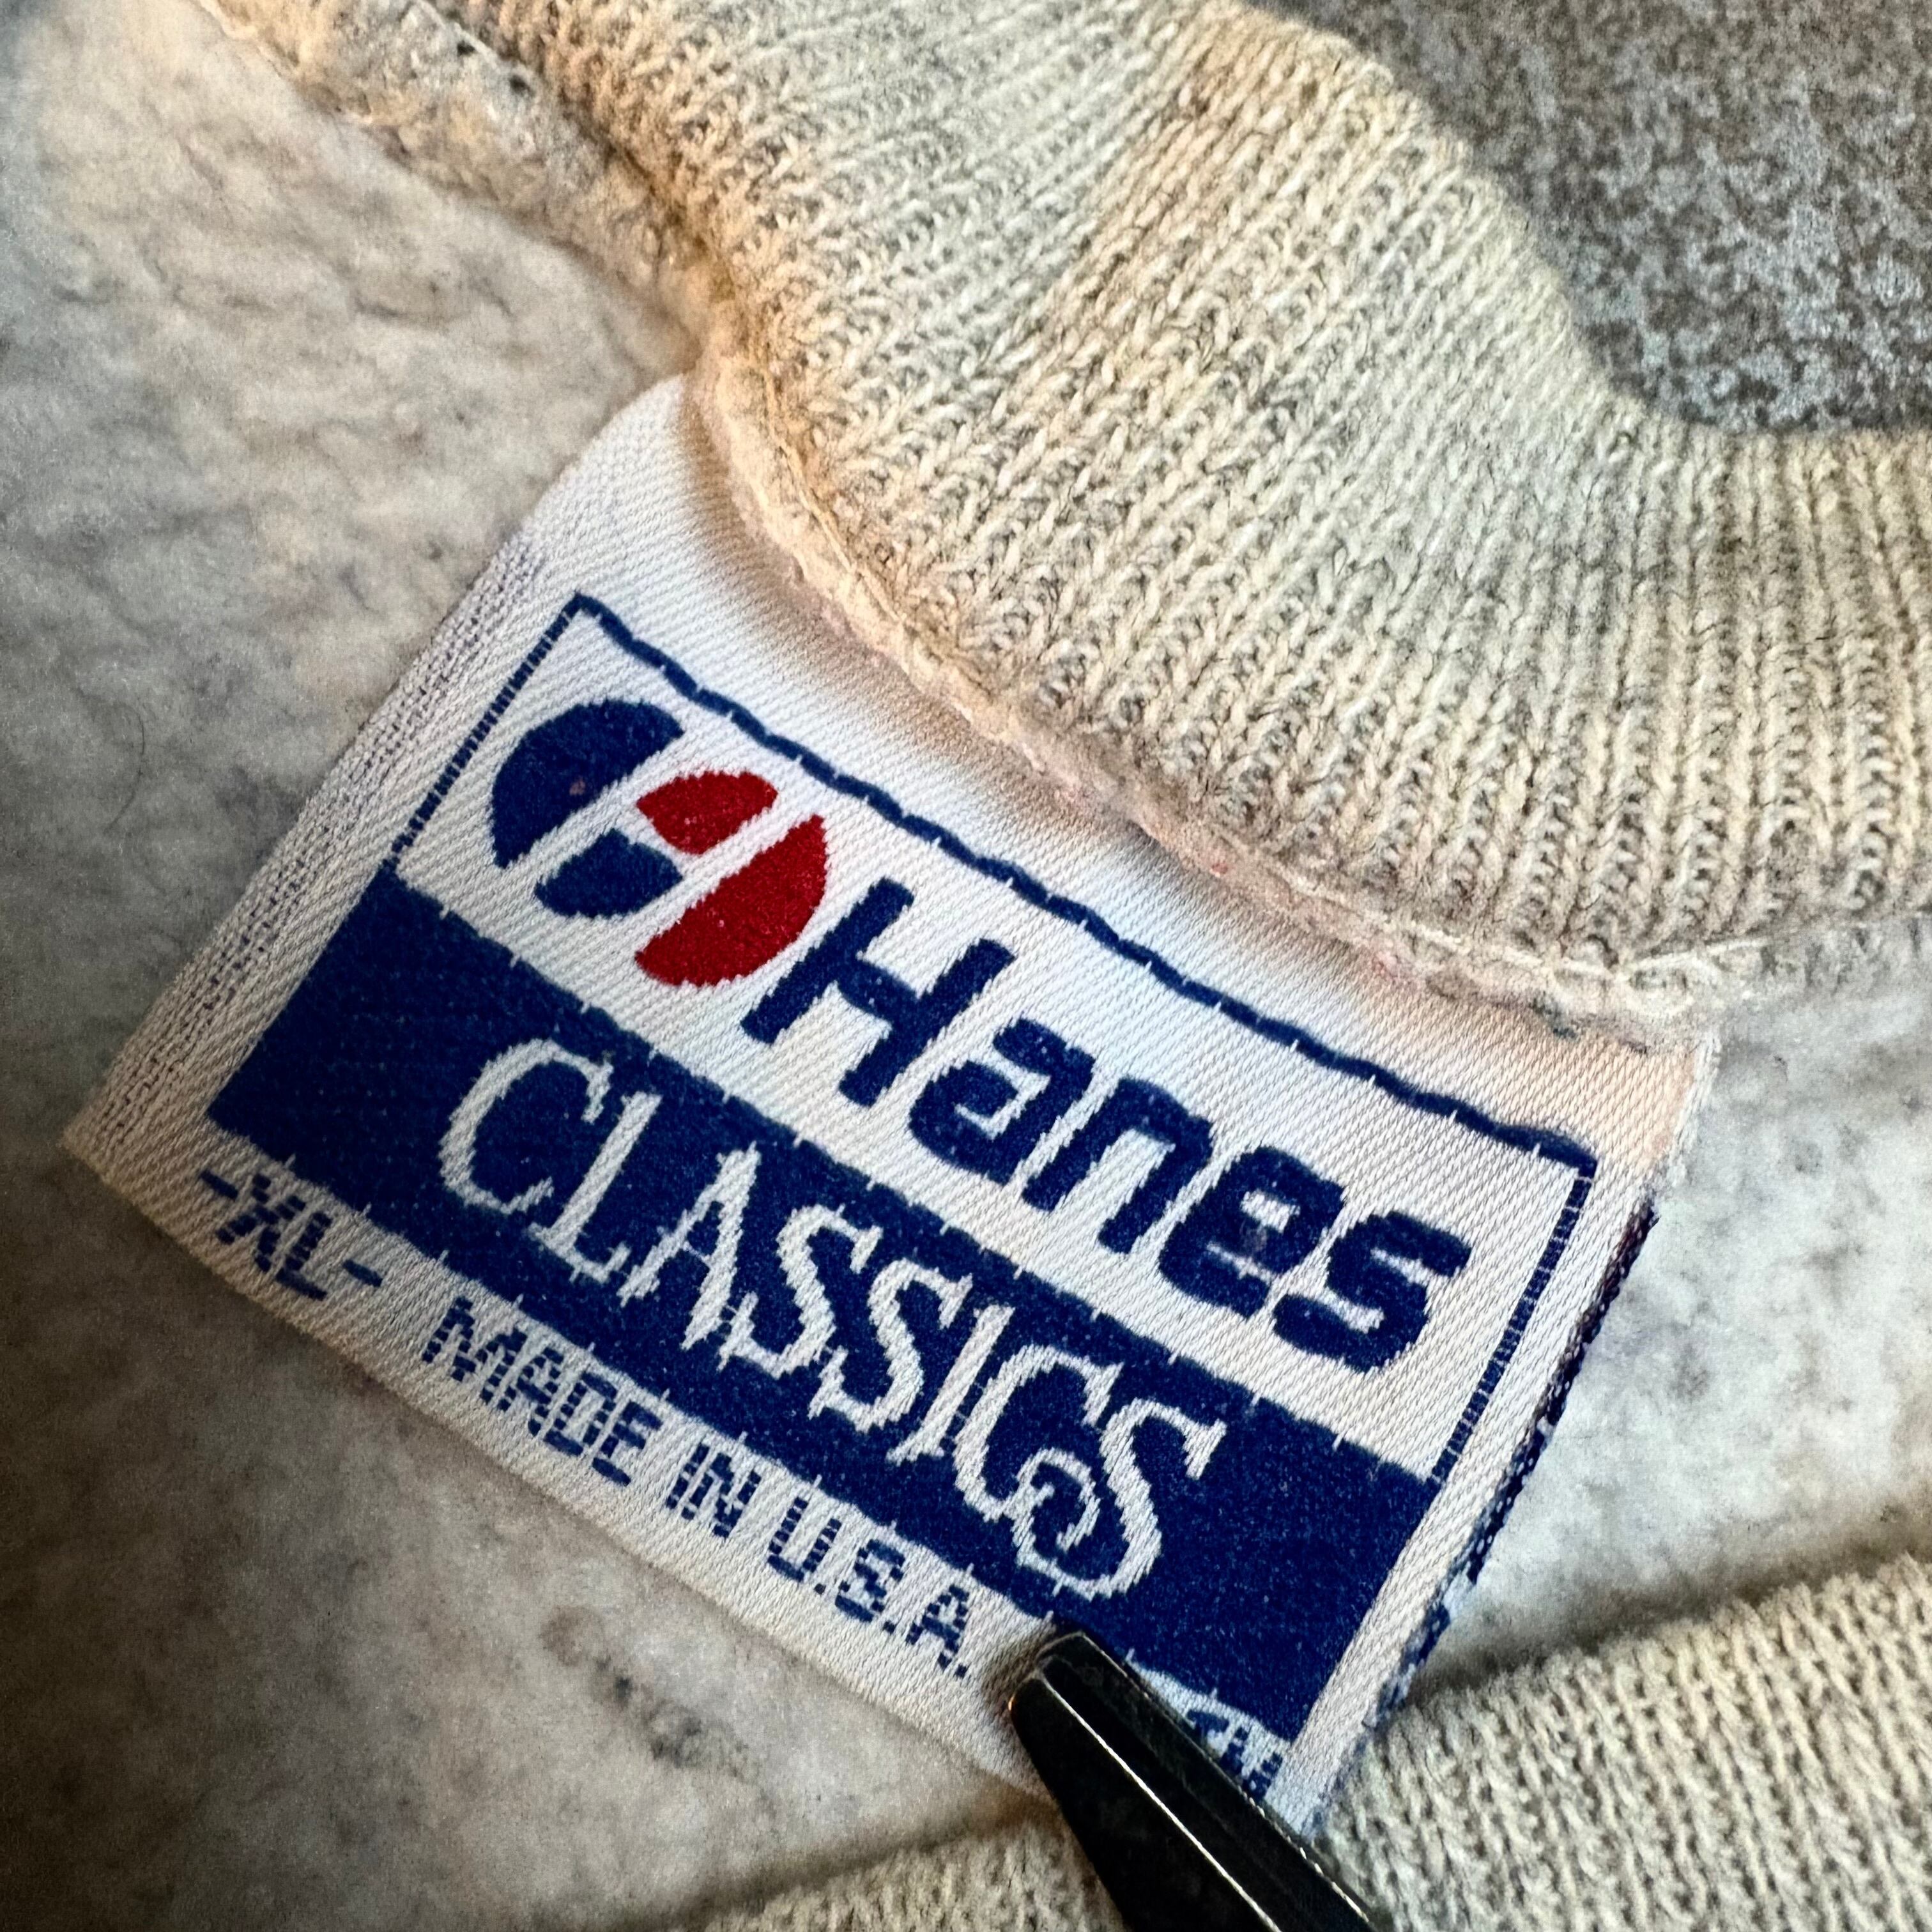 Hanes
CLASSICS
-XL- MADE IN U.S.A.